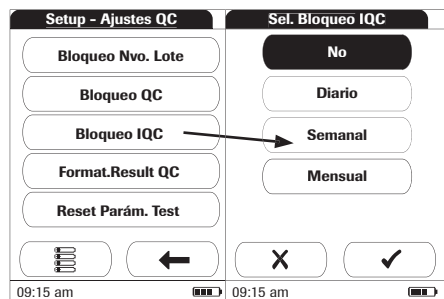 Setup - Ajustes QC
Bloqueo Nvo. Lote
Bloqueo QC
Bloqueo IQC
Format.Result QC
Reset Parám. Test
09:15 am
Sel. Bloqueo IQC
No
Diario
Semanal
Mensual
09:15 am